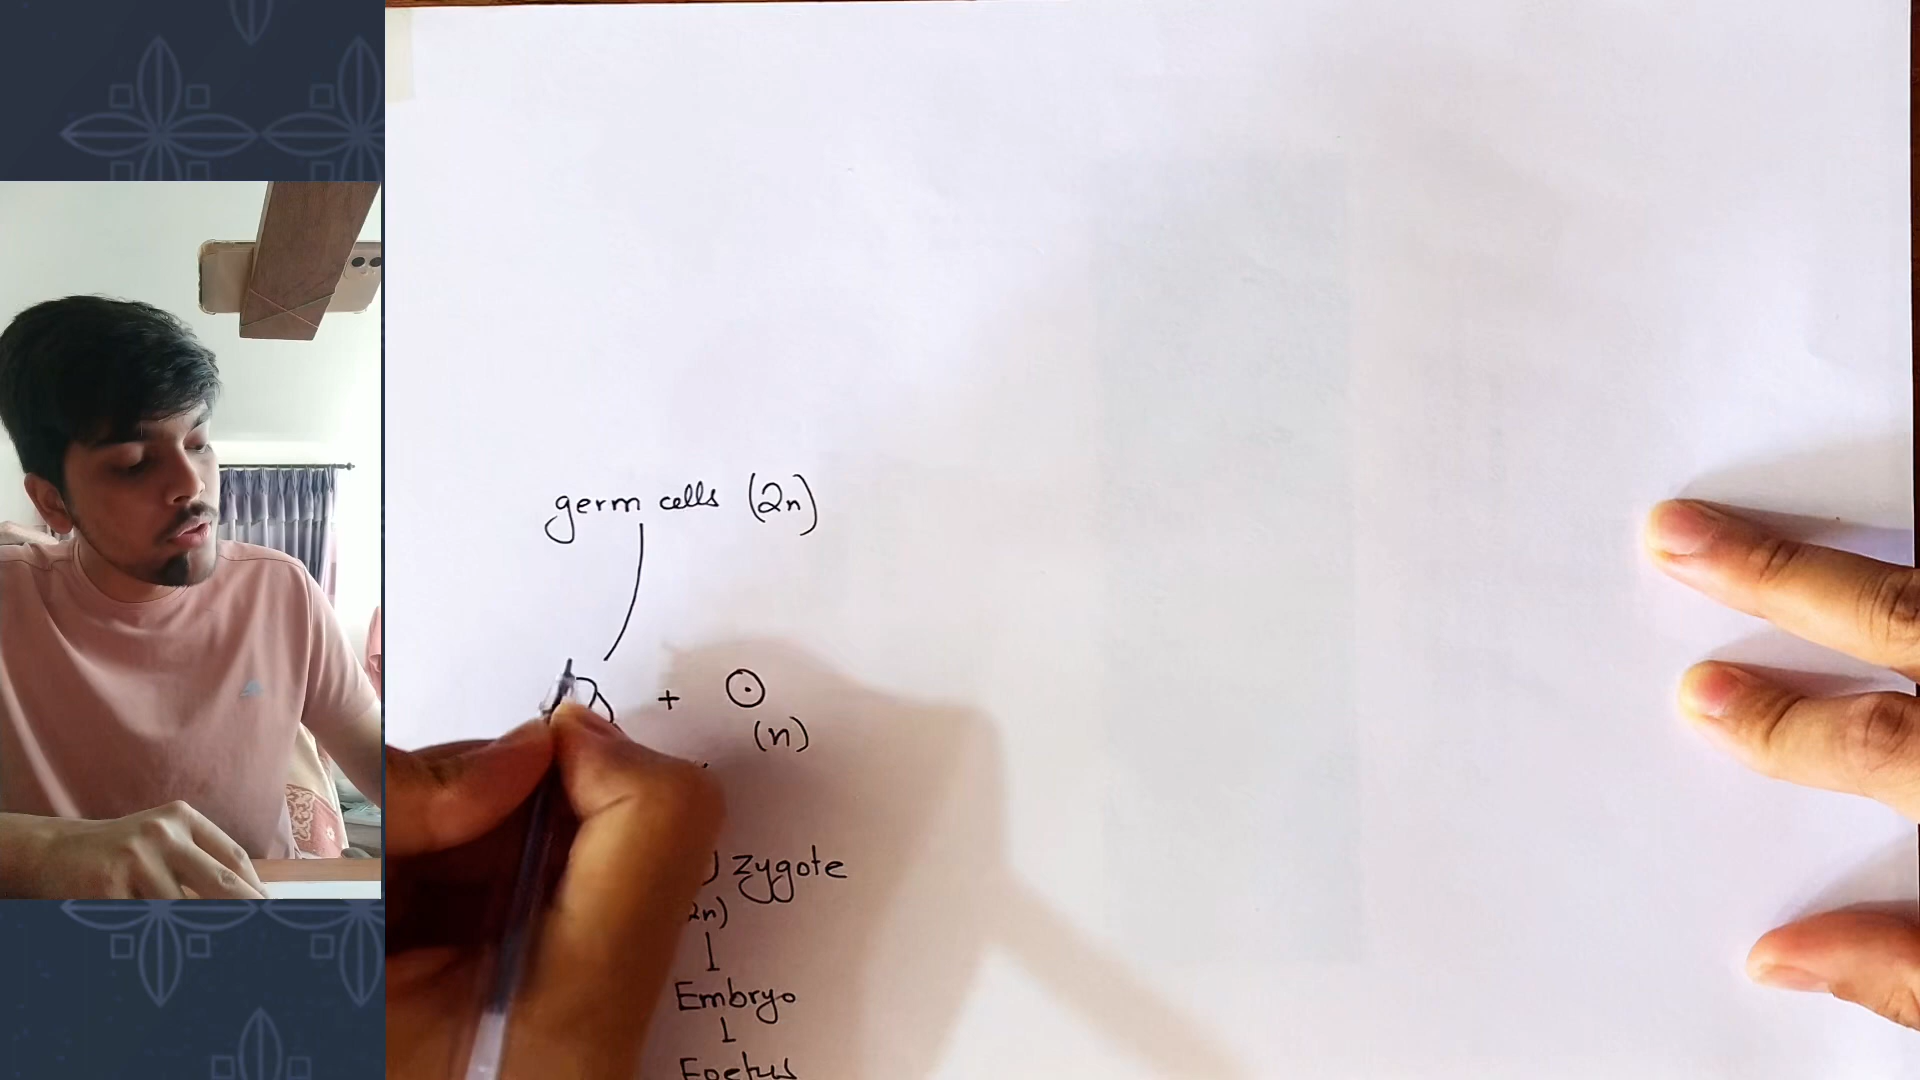 germ cells (2n)
+
(n)
zygote
2n)
Embryo
Foetus